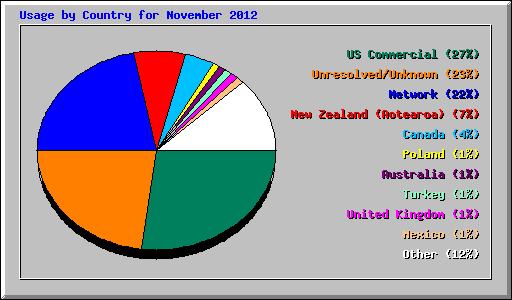 Usage by Country for November 2012
US Commercial (27%)
Unresolved/Unknown (23%)
Network (22%)
New Zealand (Aotearoa) (7%)
Canada (4%)
Poland (1%)
Australia (1%)
Turkey (1%)
United Kingdom (1%)
Mexico (1%)
Other (12%)